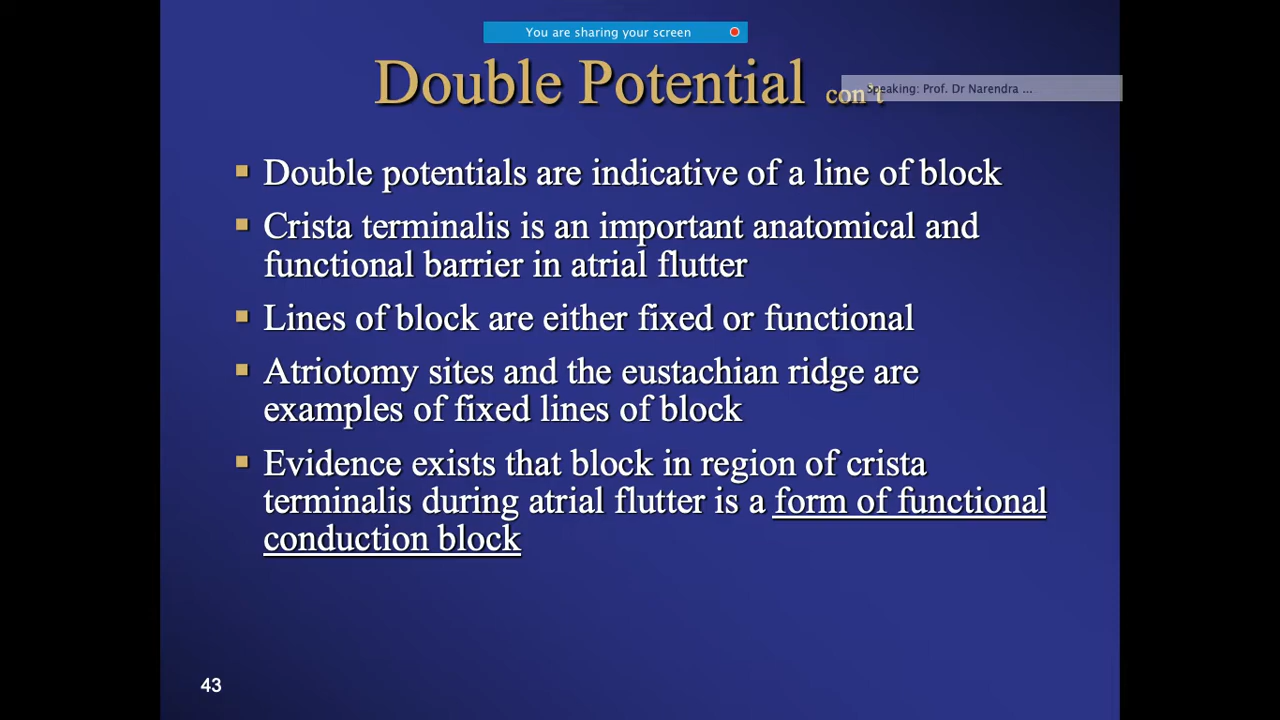 You are sharing your screen
Double Potential con't
Speaking: Prof. Dr Narendra ...
Double potentials are indicative of a line of block
Crista terminalis is an important anatomical and
functional barrier in atrial flutter
Lines of block are either fixed or functional
Atriotomy sites and the eustachian ridge are
examples of fixed lines of block
Evidence exists that block in region of crista
terminalis during atrial flutter is a form of functional
conduction block
43